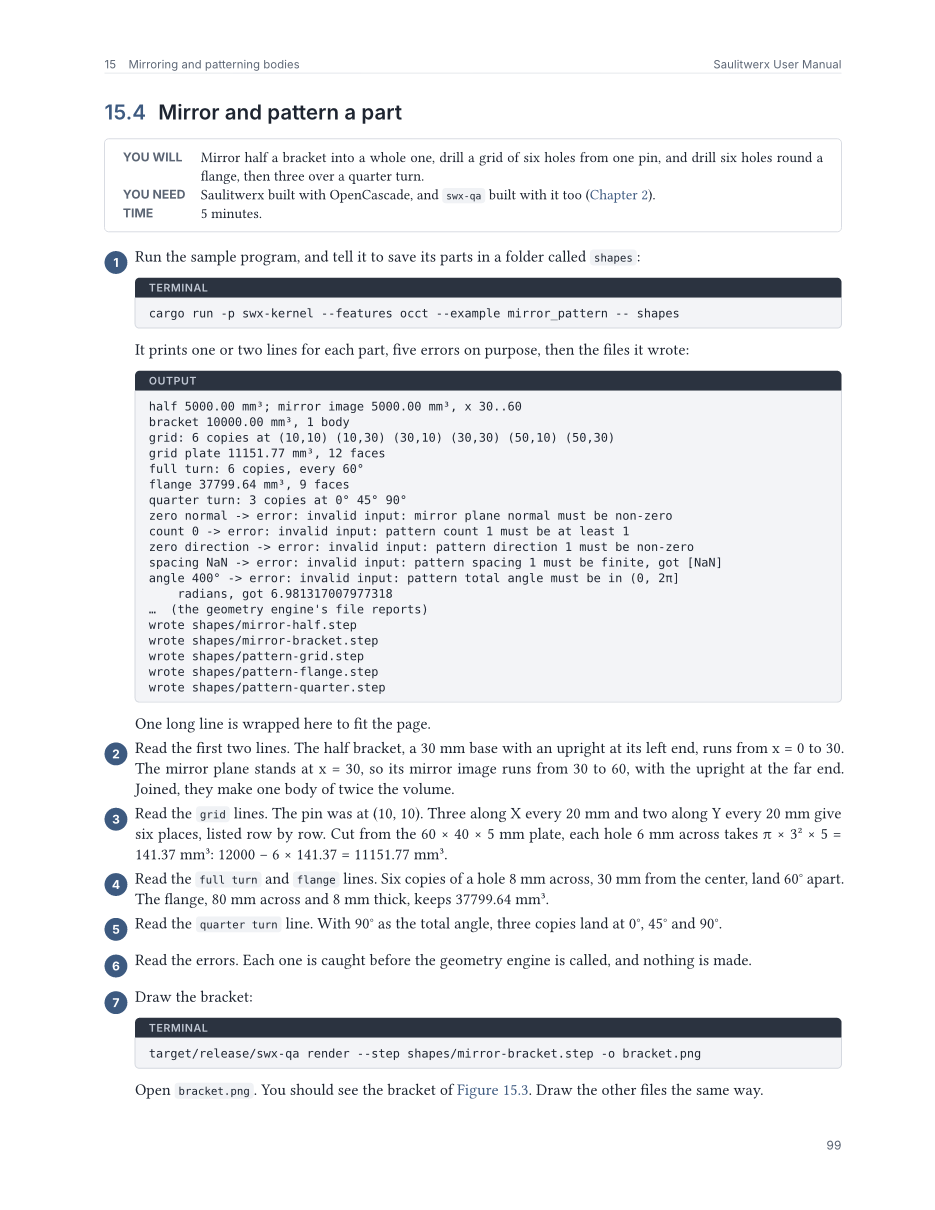 15 Mirroring and patterning bodies
Saulitwerx User Manual
15.4 Mirror and pattern a part
YOU WILL Mirror half a bracket into a whole one, drill a grid of six holes from one pin, and drill six holes round a
flange, then three over a quarter turn.
YOU NEED Saulitwerx built with OpenCascade, and swx-qa built with it too (Chapter 2).
TIME 5 minutes.
1 Run the sample program, and tell it to save its parts in a folder called shapes :
TERMINAL
cargo run -p swx-kernel --features occt --example mirror_pattern -- shapes
It prints one or two lines for each part, five errors on purpose, then the files it wrote:
OUTPUT
half 5000.00 mm³; mirror image 5000.00 mm³, x 30..60
bracket 10000.00 mm³, 1 body
grid: 6 copies at (10,10) (10,30) (30,10) (30,30) (50,10) (50,30)
grid plate 11151.77 mm³, 12 faces
full turn: 6 copies, every 60°
flange 37799.64 mm³, 9 faces
quarter turn: 3 copies at 0° 45° 90°
zero normal -> error: invalid input: mirror plane normal must be non-zero
count 0 -> error: invalid input: pattern count 1 must be at least 1
zero direction -> error: invalid input: pattern direction 1 must be non-zero
spacing NaN -> error: invalid input: pattern spacing 1 must be finite, got [NaN]
angle 400° -> error: invalid input: pattern total angle must be in (0, 2π]
radians, got 6.981317007977318
… (the geometry engine's file reports)
wrote shapes/mirror-half.step
wrote shapes/mirror-bracket.step
wrote shapes/pattern-grid.step
wrote shapes/pattern-flange.step
wrote shapes/pattern-quarter.step
One long line is wrapped here to fit the page.
2 Read the first two lines. The half bracket, a 30 mm base with an upright at its left end, runs from x = 0 to 30.
The mirror plane stands at x = 30, so its mirror image runs from 30 to 60, with the upright at the far end.
Joined, they make one body of twice the volume.
3 Read the grid lines. The pin was at (10, 10). Three along X every 20 mm and two along Y every 20 mm give
six places, listed row by row. Cut from the 60 × 40 × 5 mm plate, each hole 6 mm across takes π × 3² × 5 =
141.37 mm³: 12000 − 6 × 141.37 = 11151.77 mm³.
4 Read the full turn and flange lines. Six copies of a hole 8 mm across, 30 mm from the center, land 60° apart.
The flange, 80 mm across and 8 mm thick, keeps 37799.64 mm³.
5 Read the quarter turn line. With 90° as the total angle, three copies land at 0°, 45° and 90°.
6 Read the errors. Each one is caught before the geometry engine is called, and nothing is made.
7 Draw the bracket:
TERMINAL
target/release/swx-qa render --step shapes/mirror-bracket.step -o bracket.png
Open bracket.png. You should see the bracket of Figure 15.3. Draw the other files the same way.
99